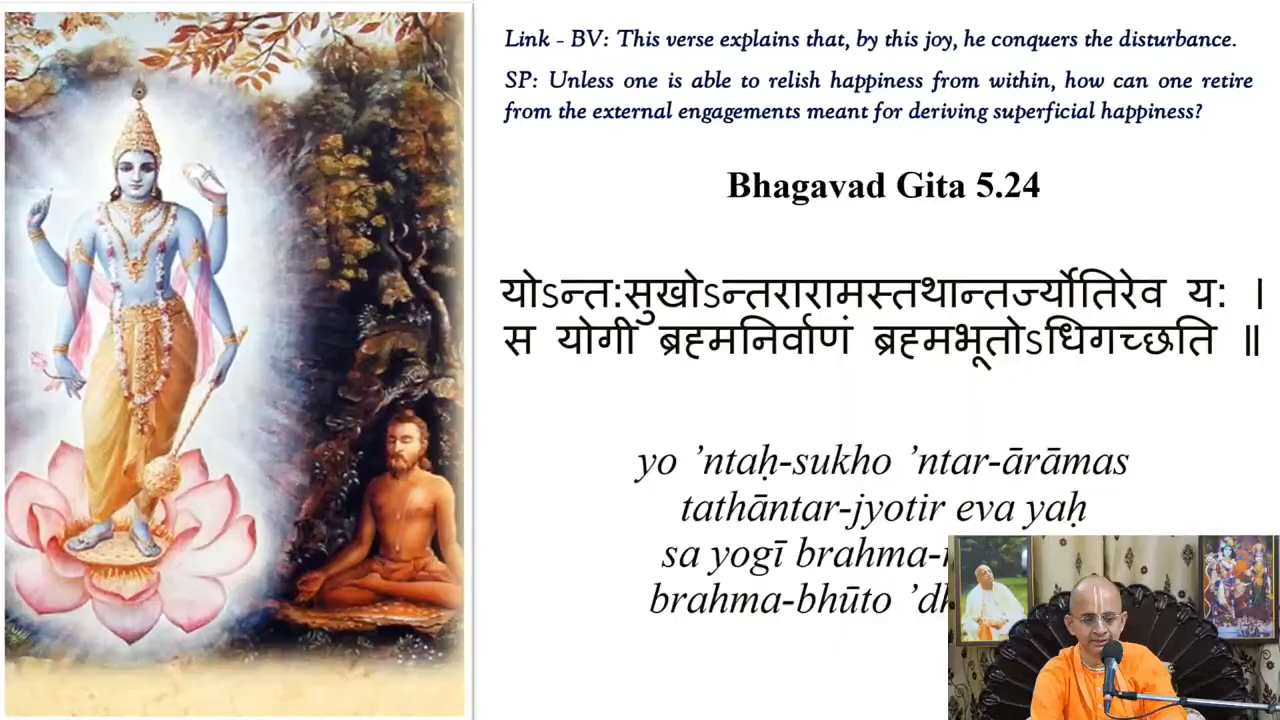 Link - BV: This verse explains that, by this joy, he conquers the disturbance.
SP: Unless one is able to relish happiness from within, how can one retire
from the external engagements meant for deriving superficial happiness?
Bhagavad Gita 5.24
योऽन्त:सुखोऽन्तरारामस्तथान्तर्ज्योतिरेव य: ।
स योगी ब्रह्मनिर्वाणं ब्रह्मभूतोऽधिगच्छति ॥
yo ’ntaḥ-sukho ’ntar-ārāmas
tathāntar-jyotir eva yaḥ
sa yogī brahma-
brahma-bhūto